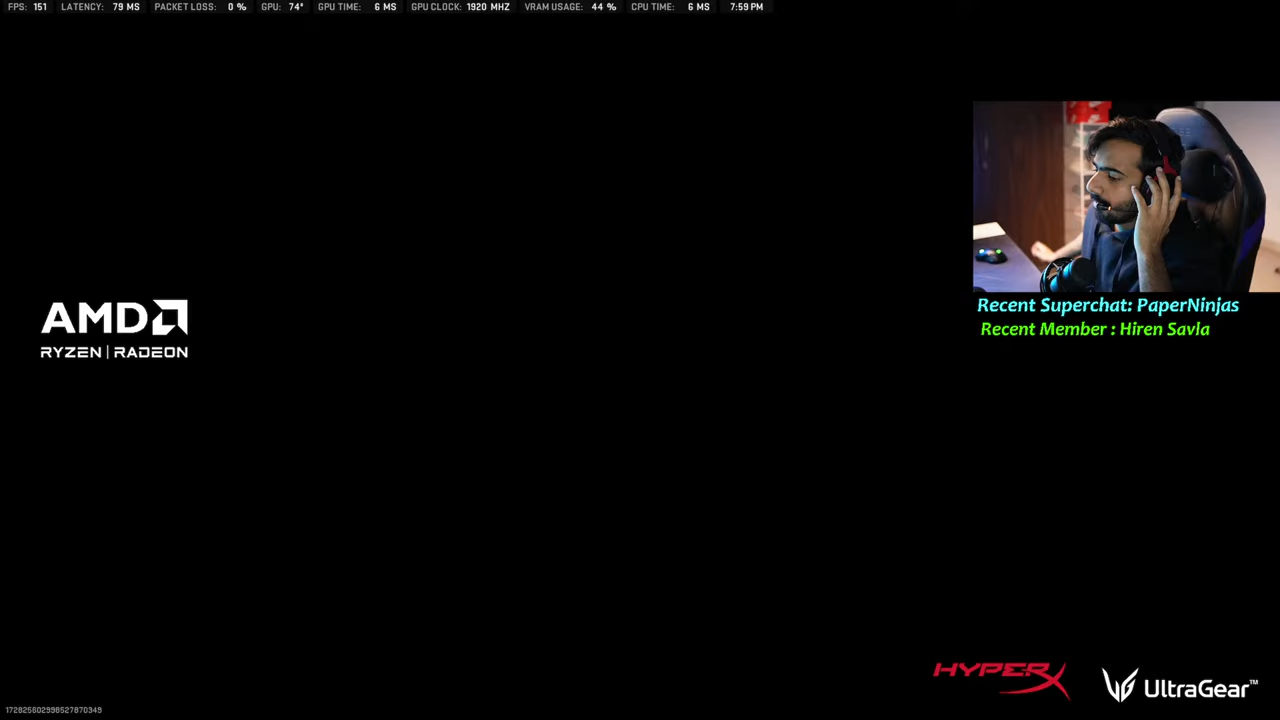 FPS: 151 LATENCY: 79 MS PACKET LOSS: 0 % GPU: 74° GPU TIME: 6 MS GPU CLOCK: 1920 MHZ VRAM USAGE: 44 % CPU TIME: 6 MS 7:59 PM
AMD
RYZEN | RADEON
Recent Superchat: PaperNinjas
Recent Member : Hiren Savla
HYPERX
UltraGear™
172825602998527870349